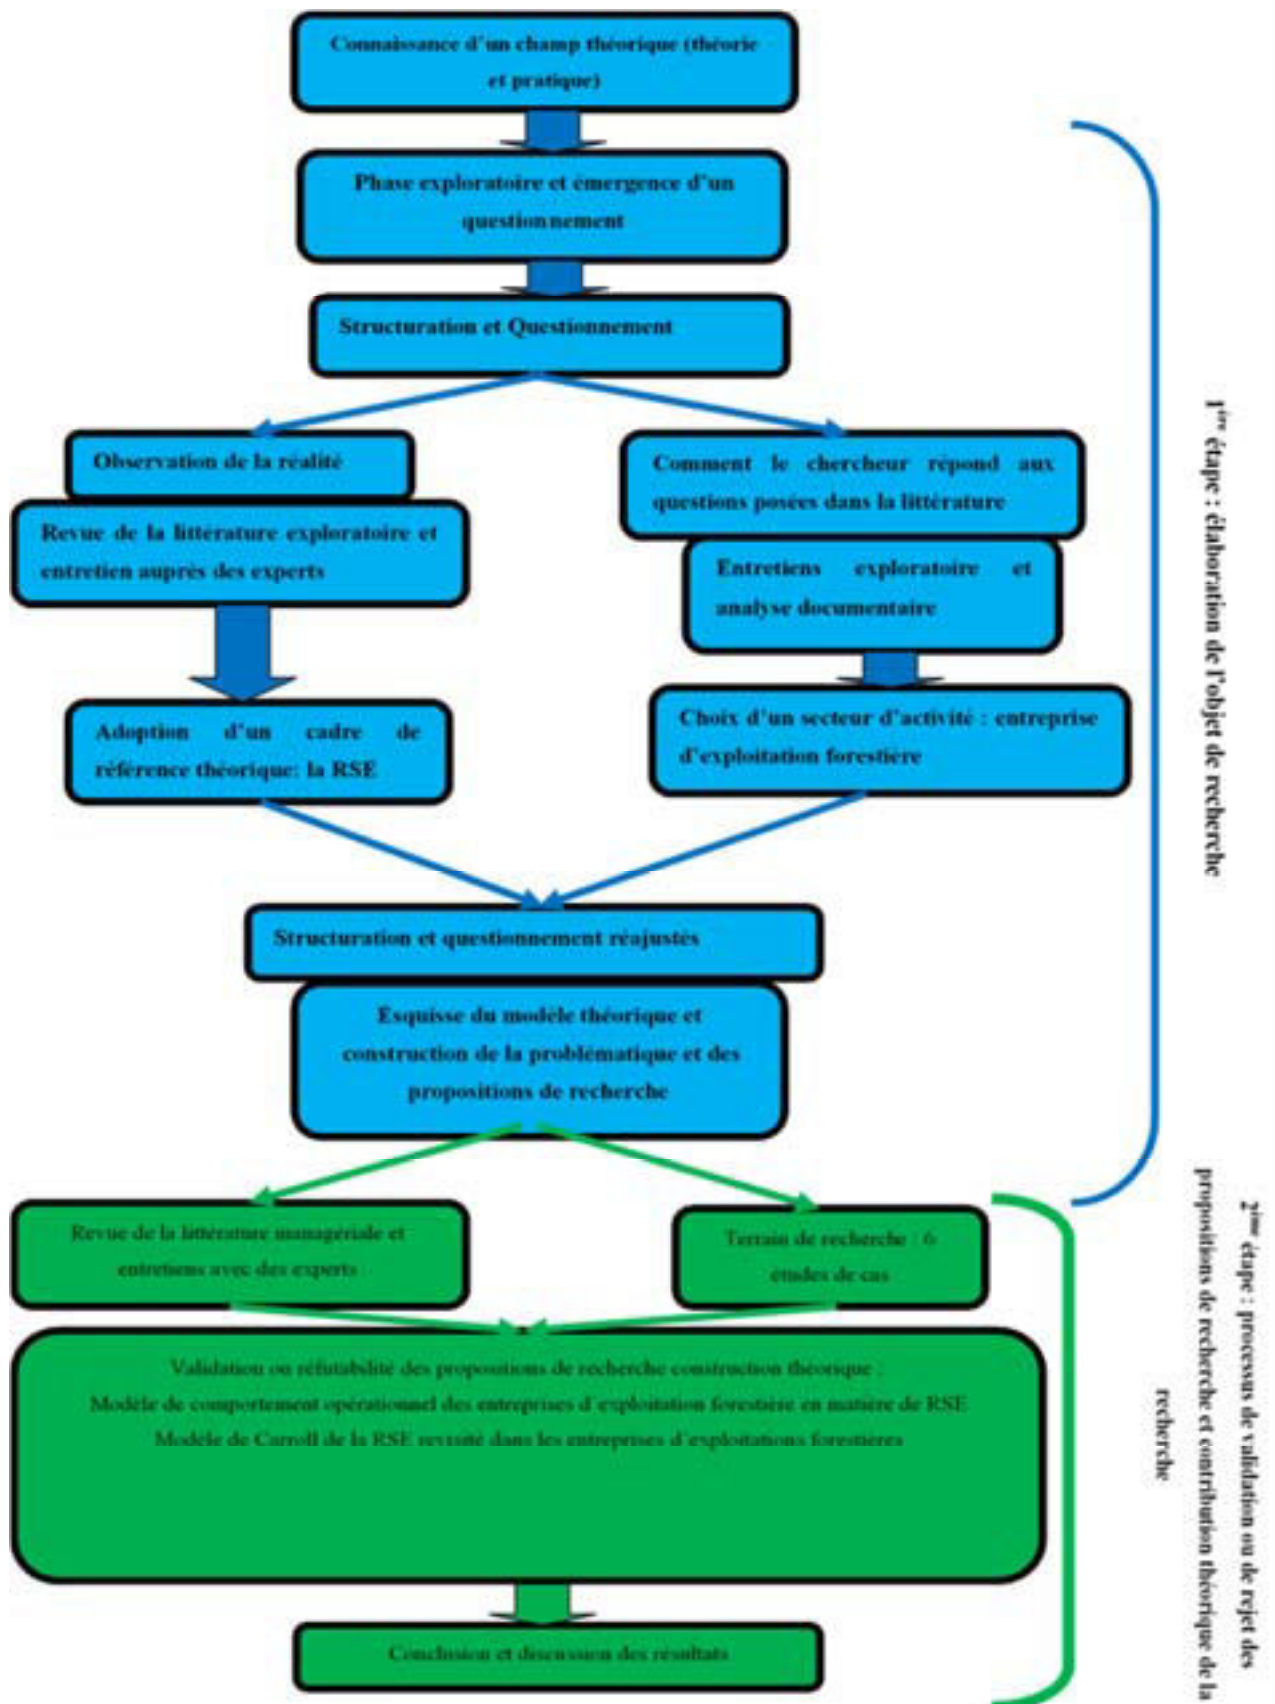 Connaissance d'un champ théorique (théorie
et pratique)
Phase exploratoire et émergence d'un
questionnement
Structuration et Questionnement
Observation de la réalité
Revue de la littérature exploratoire et
entretien auprès des experts
Adoption d'un cadre de
référence théorique: la RSE
Comment le chercheur répond aux
questions posées dans la littérature
Entretiens exploratoire et
analyse documentaire
Choix d'un secteur d'activité : entreprise
d'exploitation forestière
Structuration et questionnement réajustés
Esquisse du modèle théorique et
construction de la problématique et des
propositions de recherche
1ère étape : élaboration de l'objet de recherche
Revue de la littérature managériale et
entretiens avec des experts
Terrain de recherche : 6
études de cas
Validation ou réfutabilité des propositions de recherche construction théorique :
Modèle de comportement opérationnel des entreprises d'exploitation forestière en matière de RSE
Modèle de Carroll de la RSE revisité dans les entreprises d'exploitations forestières
Conclusion et discussion des résultats
2ième étape : processus de validation ou de rejet des
propositions de recherche et contribution théorique de la
recherche